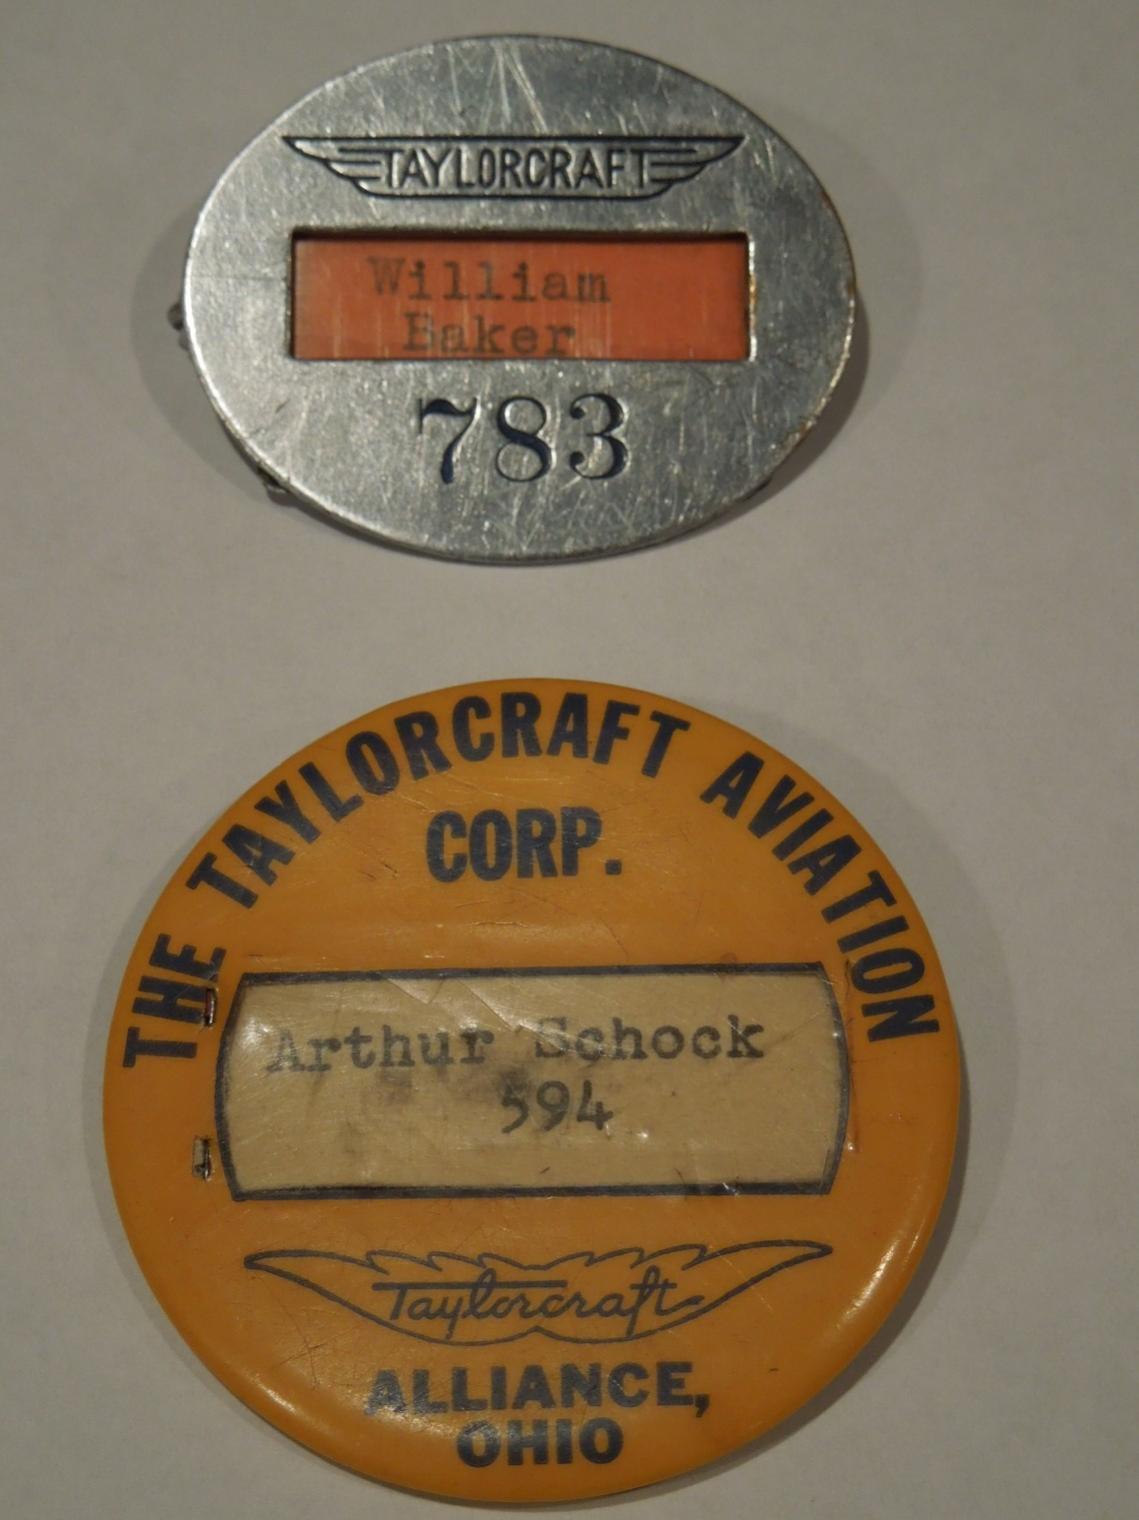 TAYLORCRAFT
William
Baker
783
THE TAYLORCRAFT AVIATION
CORP.
Arthur Schock
594
Taylorcraft
ALLIANCE,
OHIO